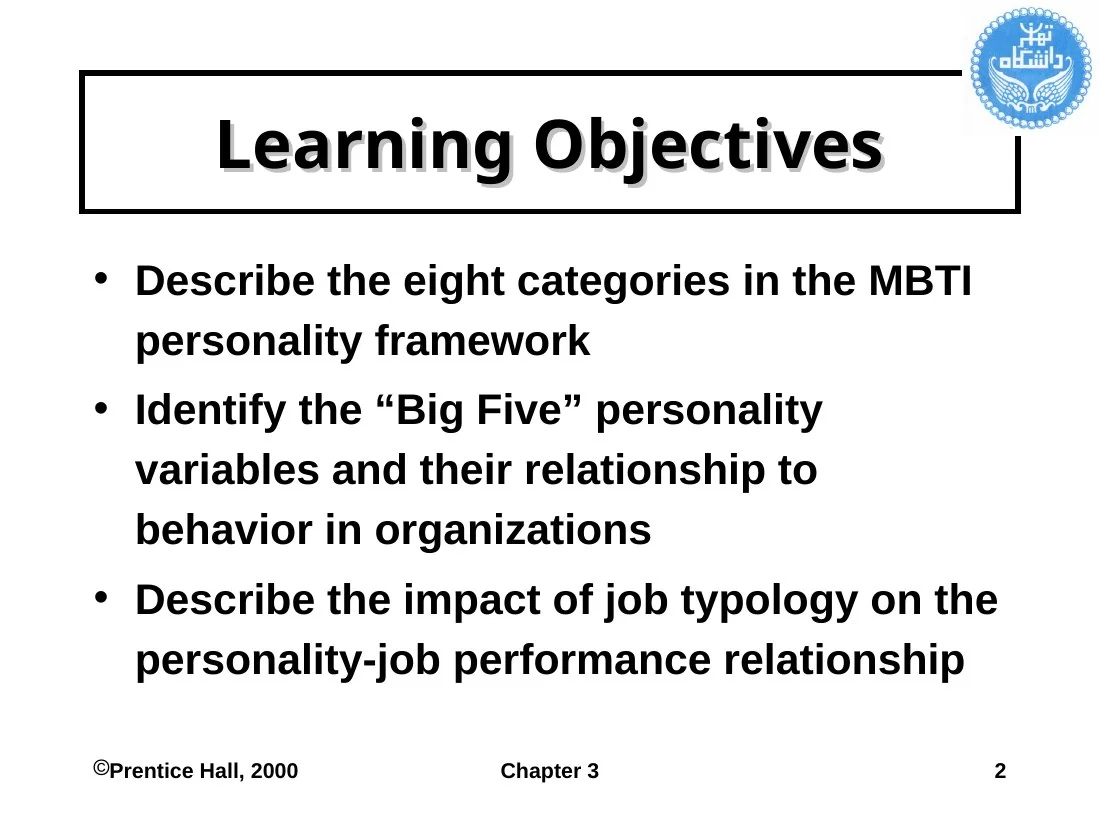 دانشگاه
تهران
Learning Objectives
• Describe the eight categories in the MBTI
personality framework
• Identify the “Big Five” personality
variables and their relationship to
behavior in organizations
• Describe the impact of job typology on the
personality-job performance relationship
©Prentice Hall, 2000 Chapter 3 2